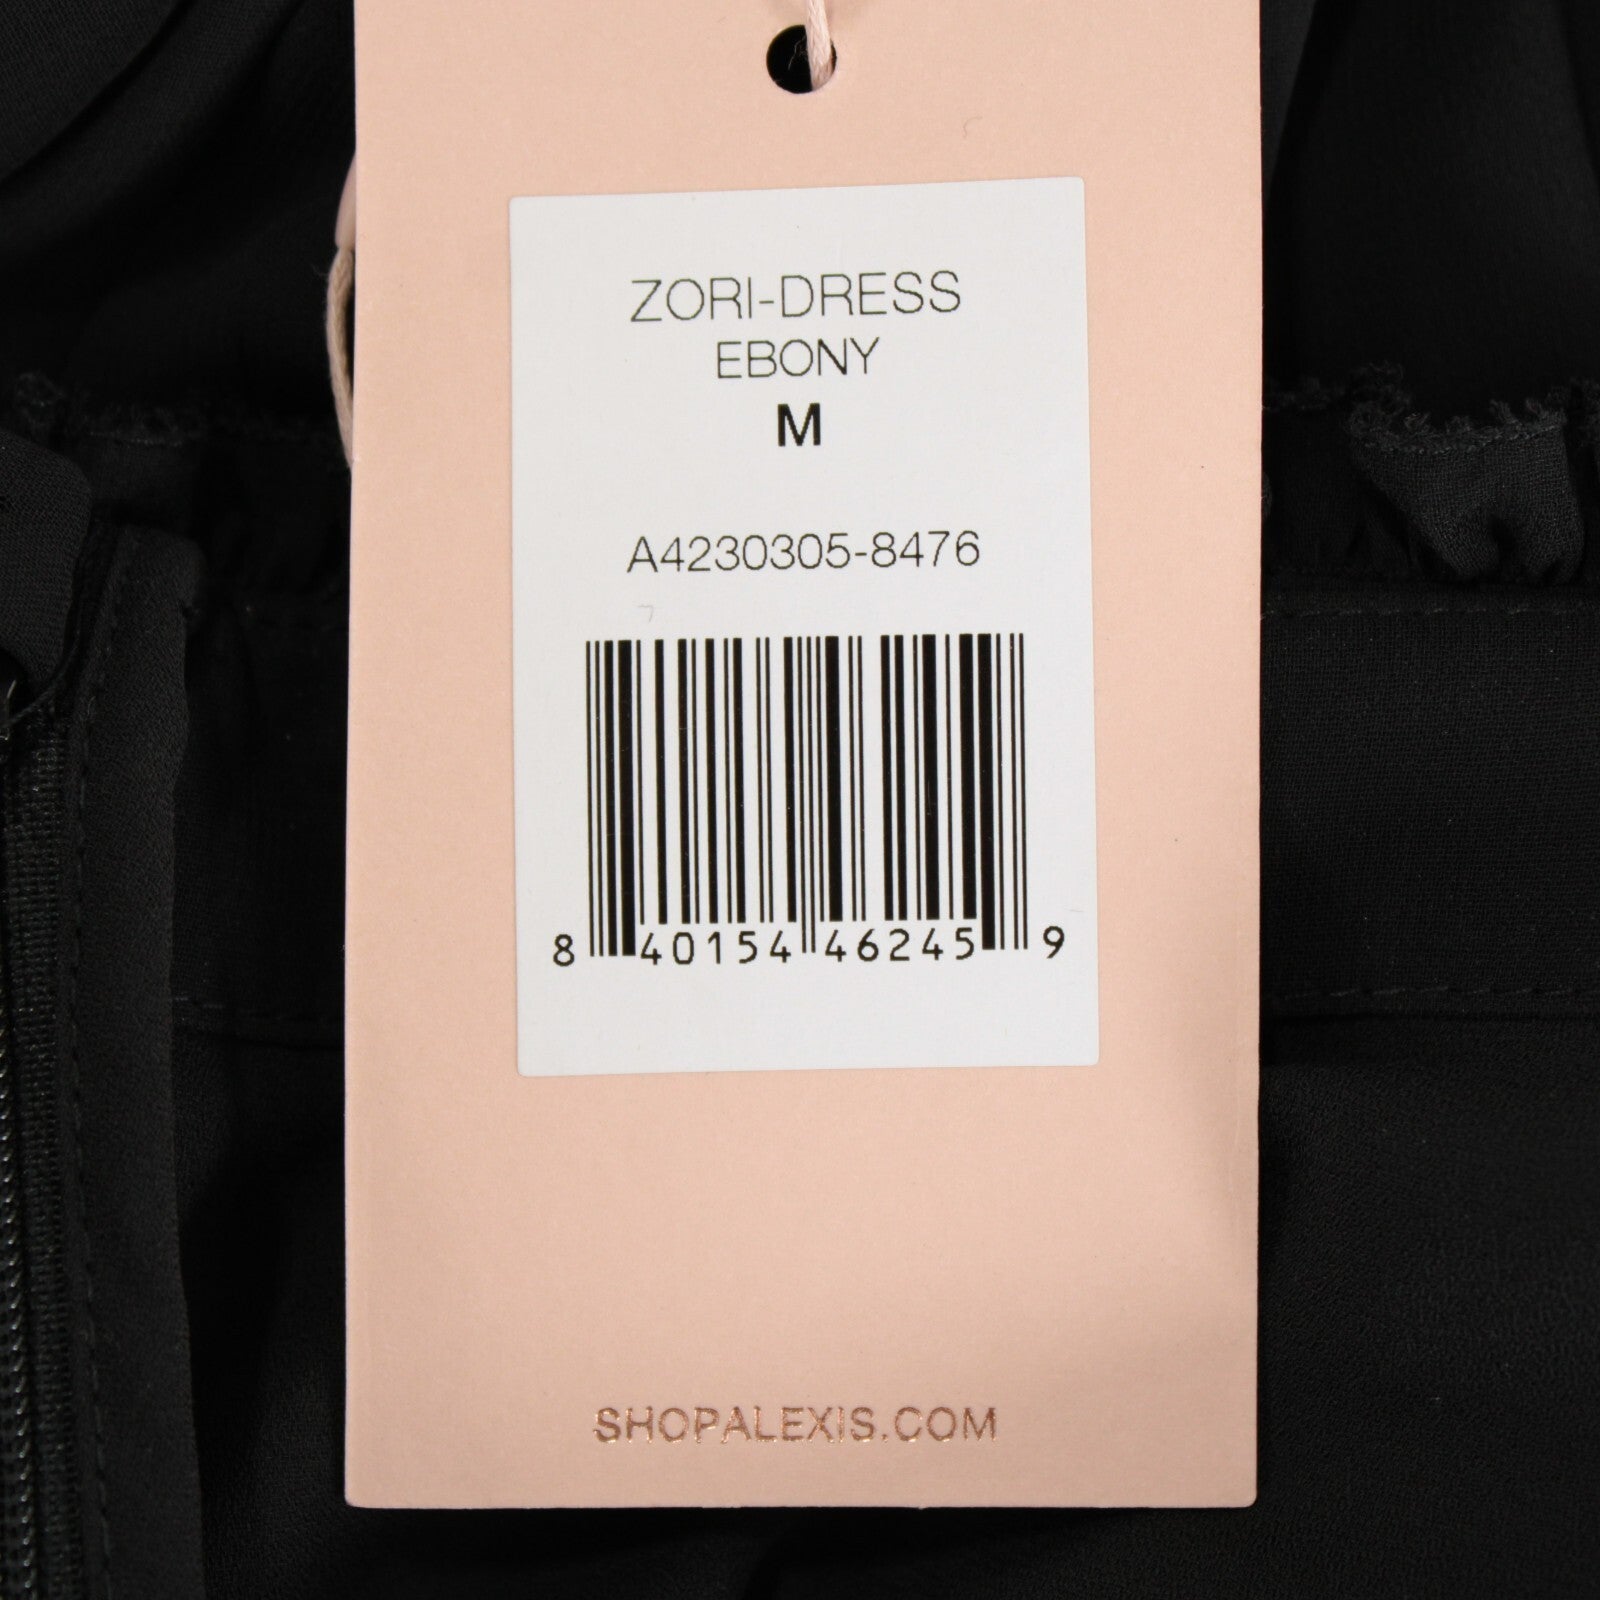 ZORI-DRESS
EBONY
M
A4230305-8476
8 40154 46245 9
SHOPALEXIS.COM